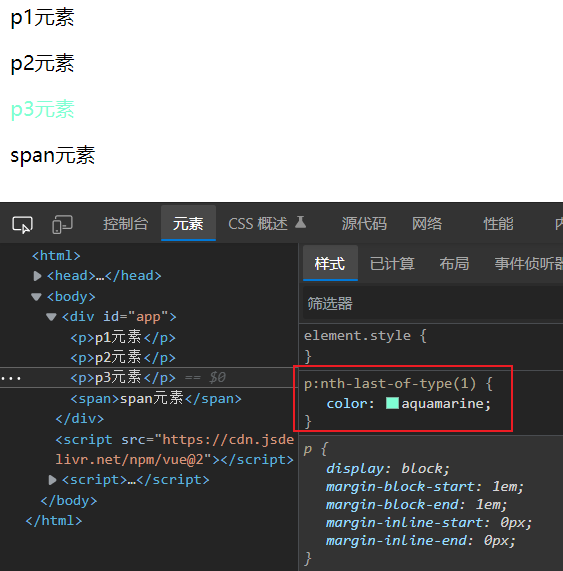 p1元素
p2元素
p3元素
span元素
控制台 元素 CSS 概述 源代码 网络 性能
<html>
<head>…</head>
<body>
<div id="app">
<p>p1元素</p>
<p>p2元素</p>
<p>p3元素</p> == $0
<span>span元素</span>
</div>
<script src="https://cdn.jsde
livr.net/npm/vue@2"></script>
<script>…</script>
</body>
</html>
样式 已计算 布局 事件侦听器
筛选器
element.style {
}
p:nth-last-of-type(1) {
color: aquamarine;
}
p {
display: block;
margin-block-start: 1em;
margin-block-end: 1em;
margin-inline-start: 0px;
margin-inline-end: 0px;
}